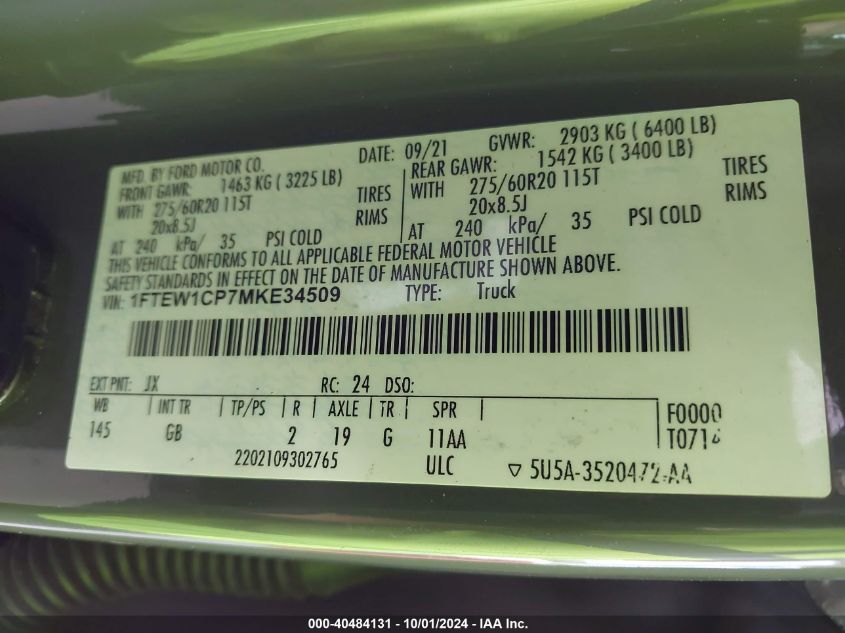 MFD. BY FORD MOTOR CO.
DATE: 09/21 GVWR: 2903 KG ( 6400 LB)
FRONT GAWR: 1463 KG ( 3225 LB)
WITH 275/60R20 115T TIRES
20x8.5J RIMS
AT 240 kPa/ 35 PSI COLD
REAR GAWR: 1542 KG ( 3400 LB)
WITH 275/60R20 115T TIRES
20x8.5J RIMS
AT 240 kPa/ 35 PSI COLD
THIS VEHICLE CONFORMS TO ALL APPLICABLE FEDERAL MOTOR VEHICLE
SAFETY STANDARDS IN EFFECT ON THE DATE OF MANUFACTURE SHOWN ABOVE.
VIN: 1FTEW1CP7MKE34509 TYPE: Truck
EXT PNT: JX RC: 24 DSO:
WB | INT TR | TP/PS | R | AXLE | TR | SPR |
145 GB 2 19 G 11AA
F0000
T0714
2202109302765 ULC ▽ 5U5A-3520472-AA
000-40484131 - 10/01/2024 - IAA Inc.